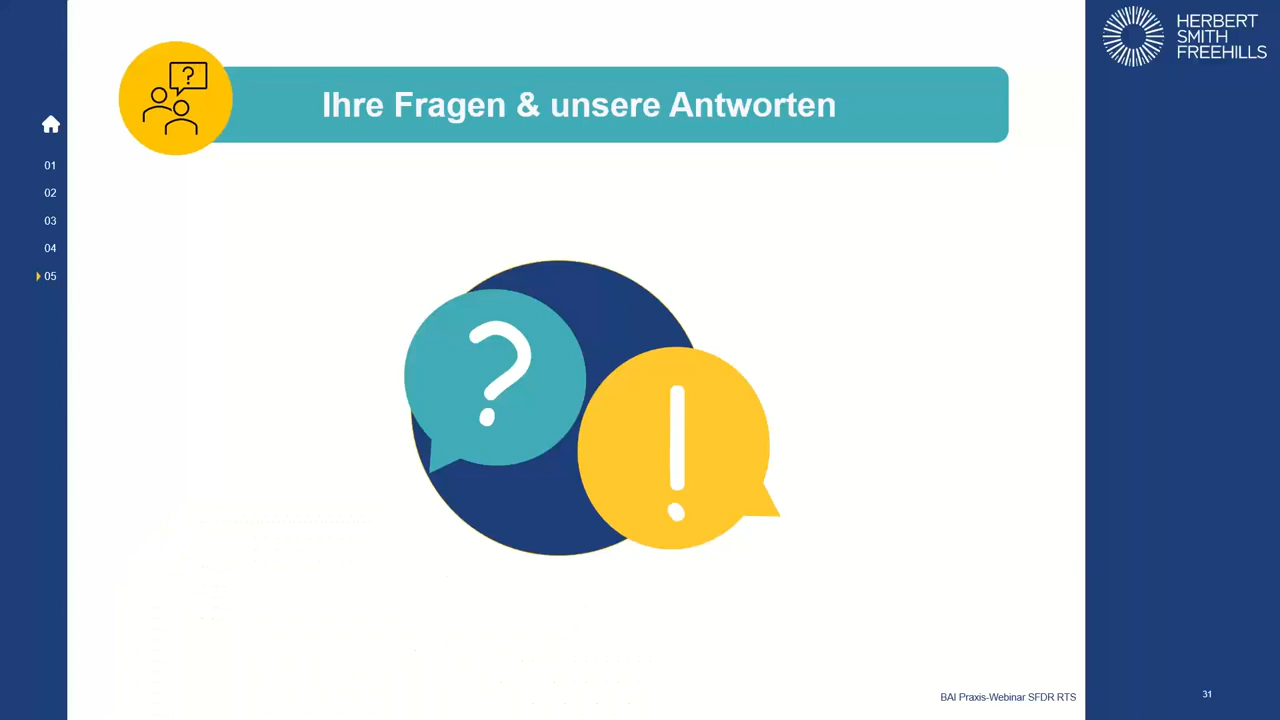 HERBERT
SMITH
FREEHILLS
?
Ihre Fragen & unsere Antworten
01
02
03
04
05
? !
BAI Praxis-Webinar SFDR RTS
31